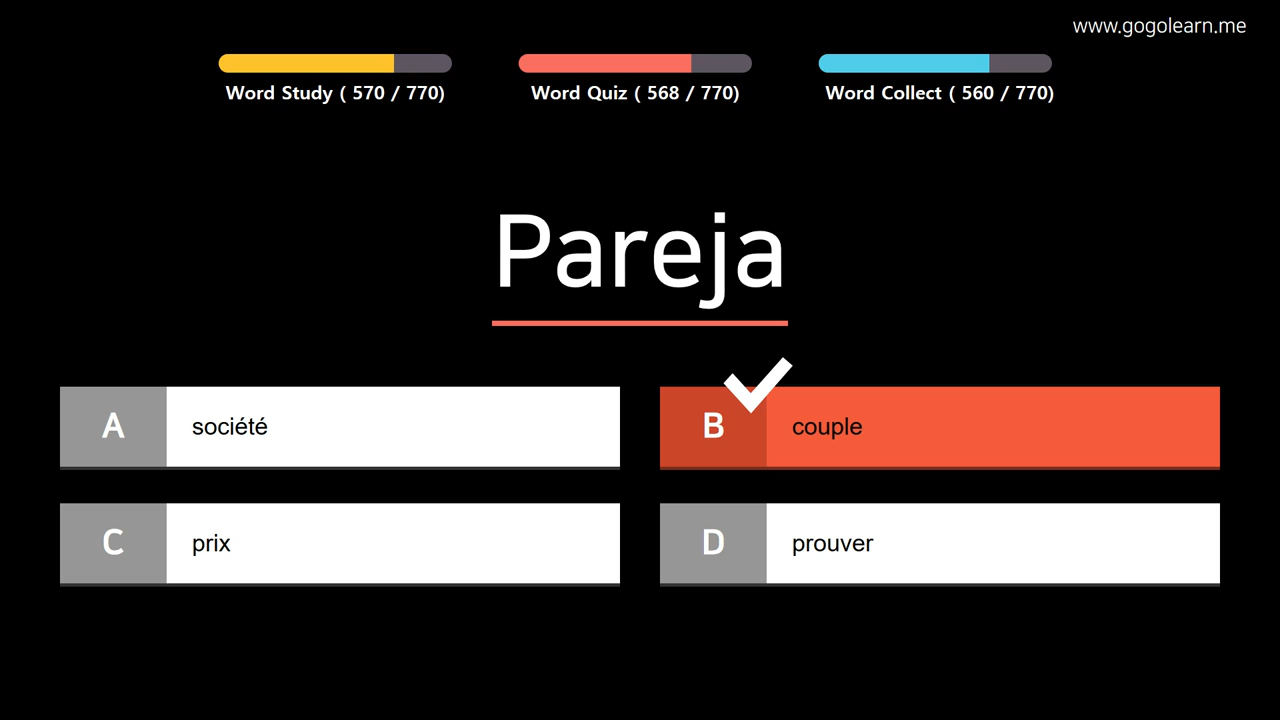 www.gogolearn.me
Word Study ( 570 / 770)
Word Quiz ( 568 / 770)
Word Collect ( 560 / 770)
Pareja
A
société
B
couple
C
prix
D
prouver